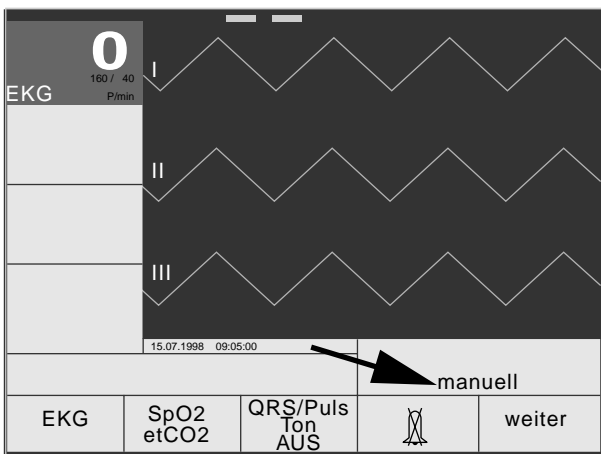 0
160 / 40
EKG P/min
I
II
III
15.07.1998 09:05:00
manuell
EKG
SpO2
etCO2
QRS/Puls
Ton
AUS
weiter